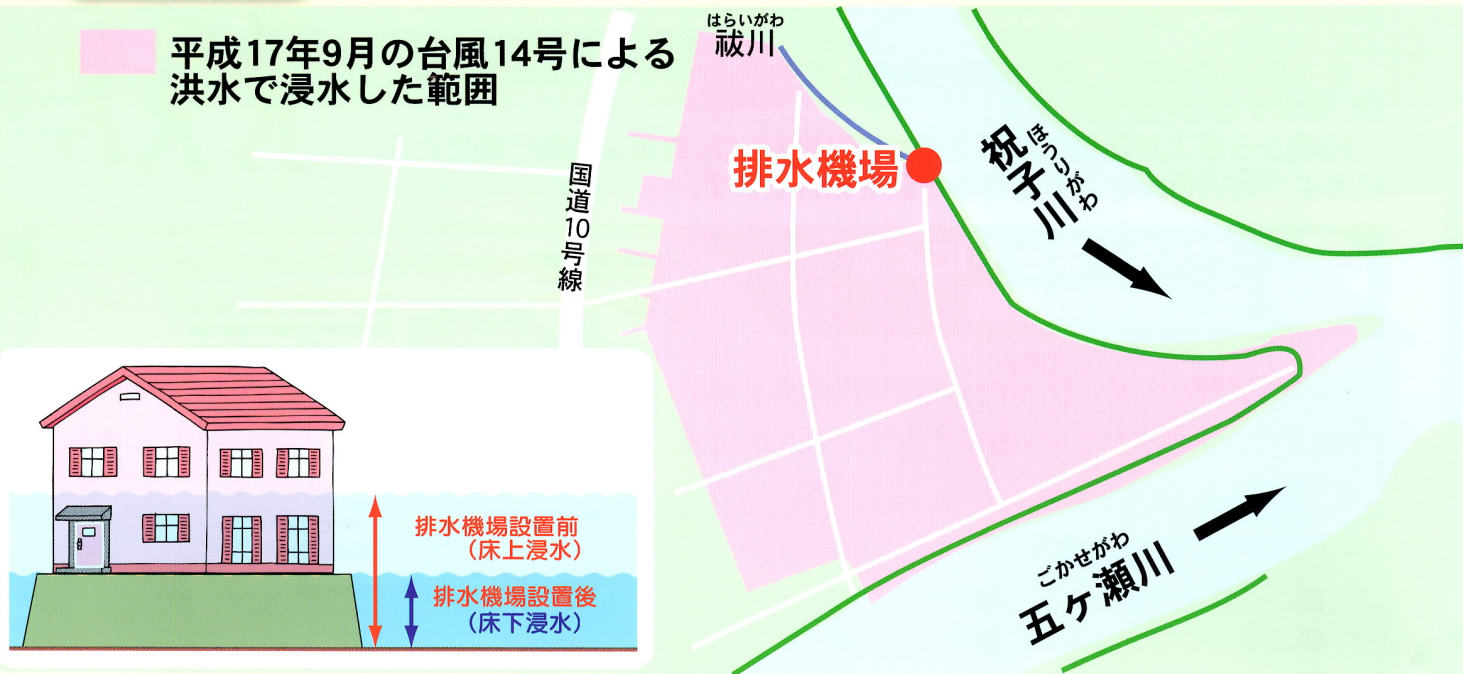 平成17年9月の台風14号による
洪水で浸水した範囲
はらいがわ
祓川
国道10号線
排水機場
祝子川
ほうりがわ
排水機場設置前
(床上浸水)
排水機場設置後
(床下浸水)
ごかせがわ
五ケ瀬川